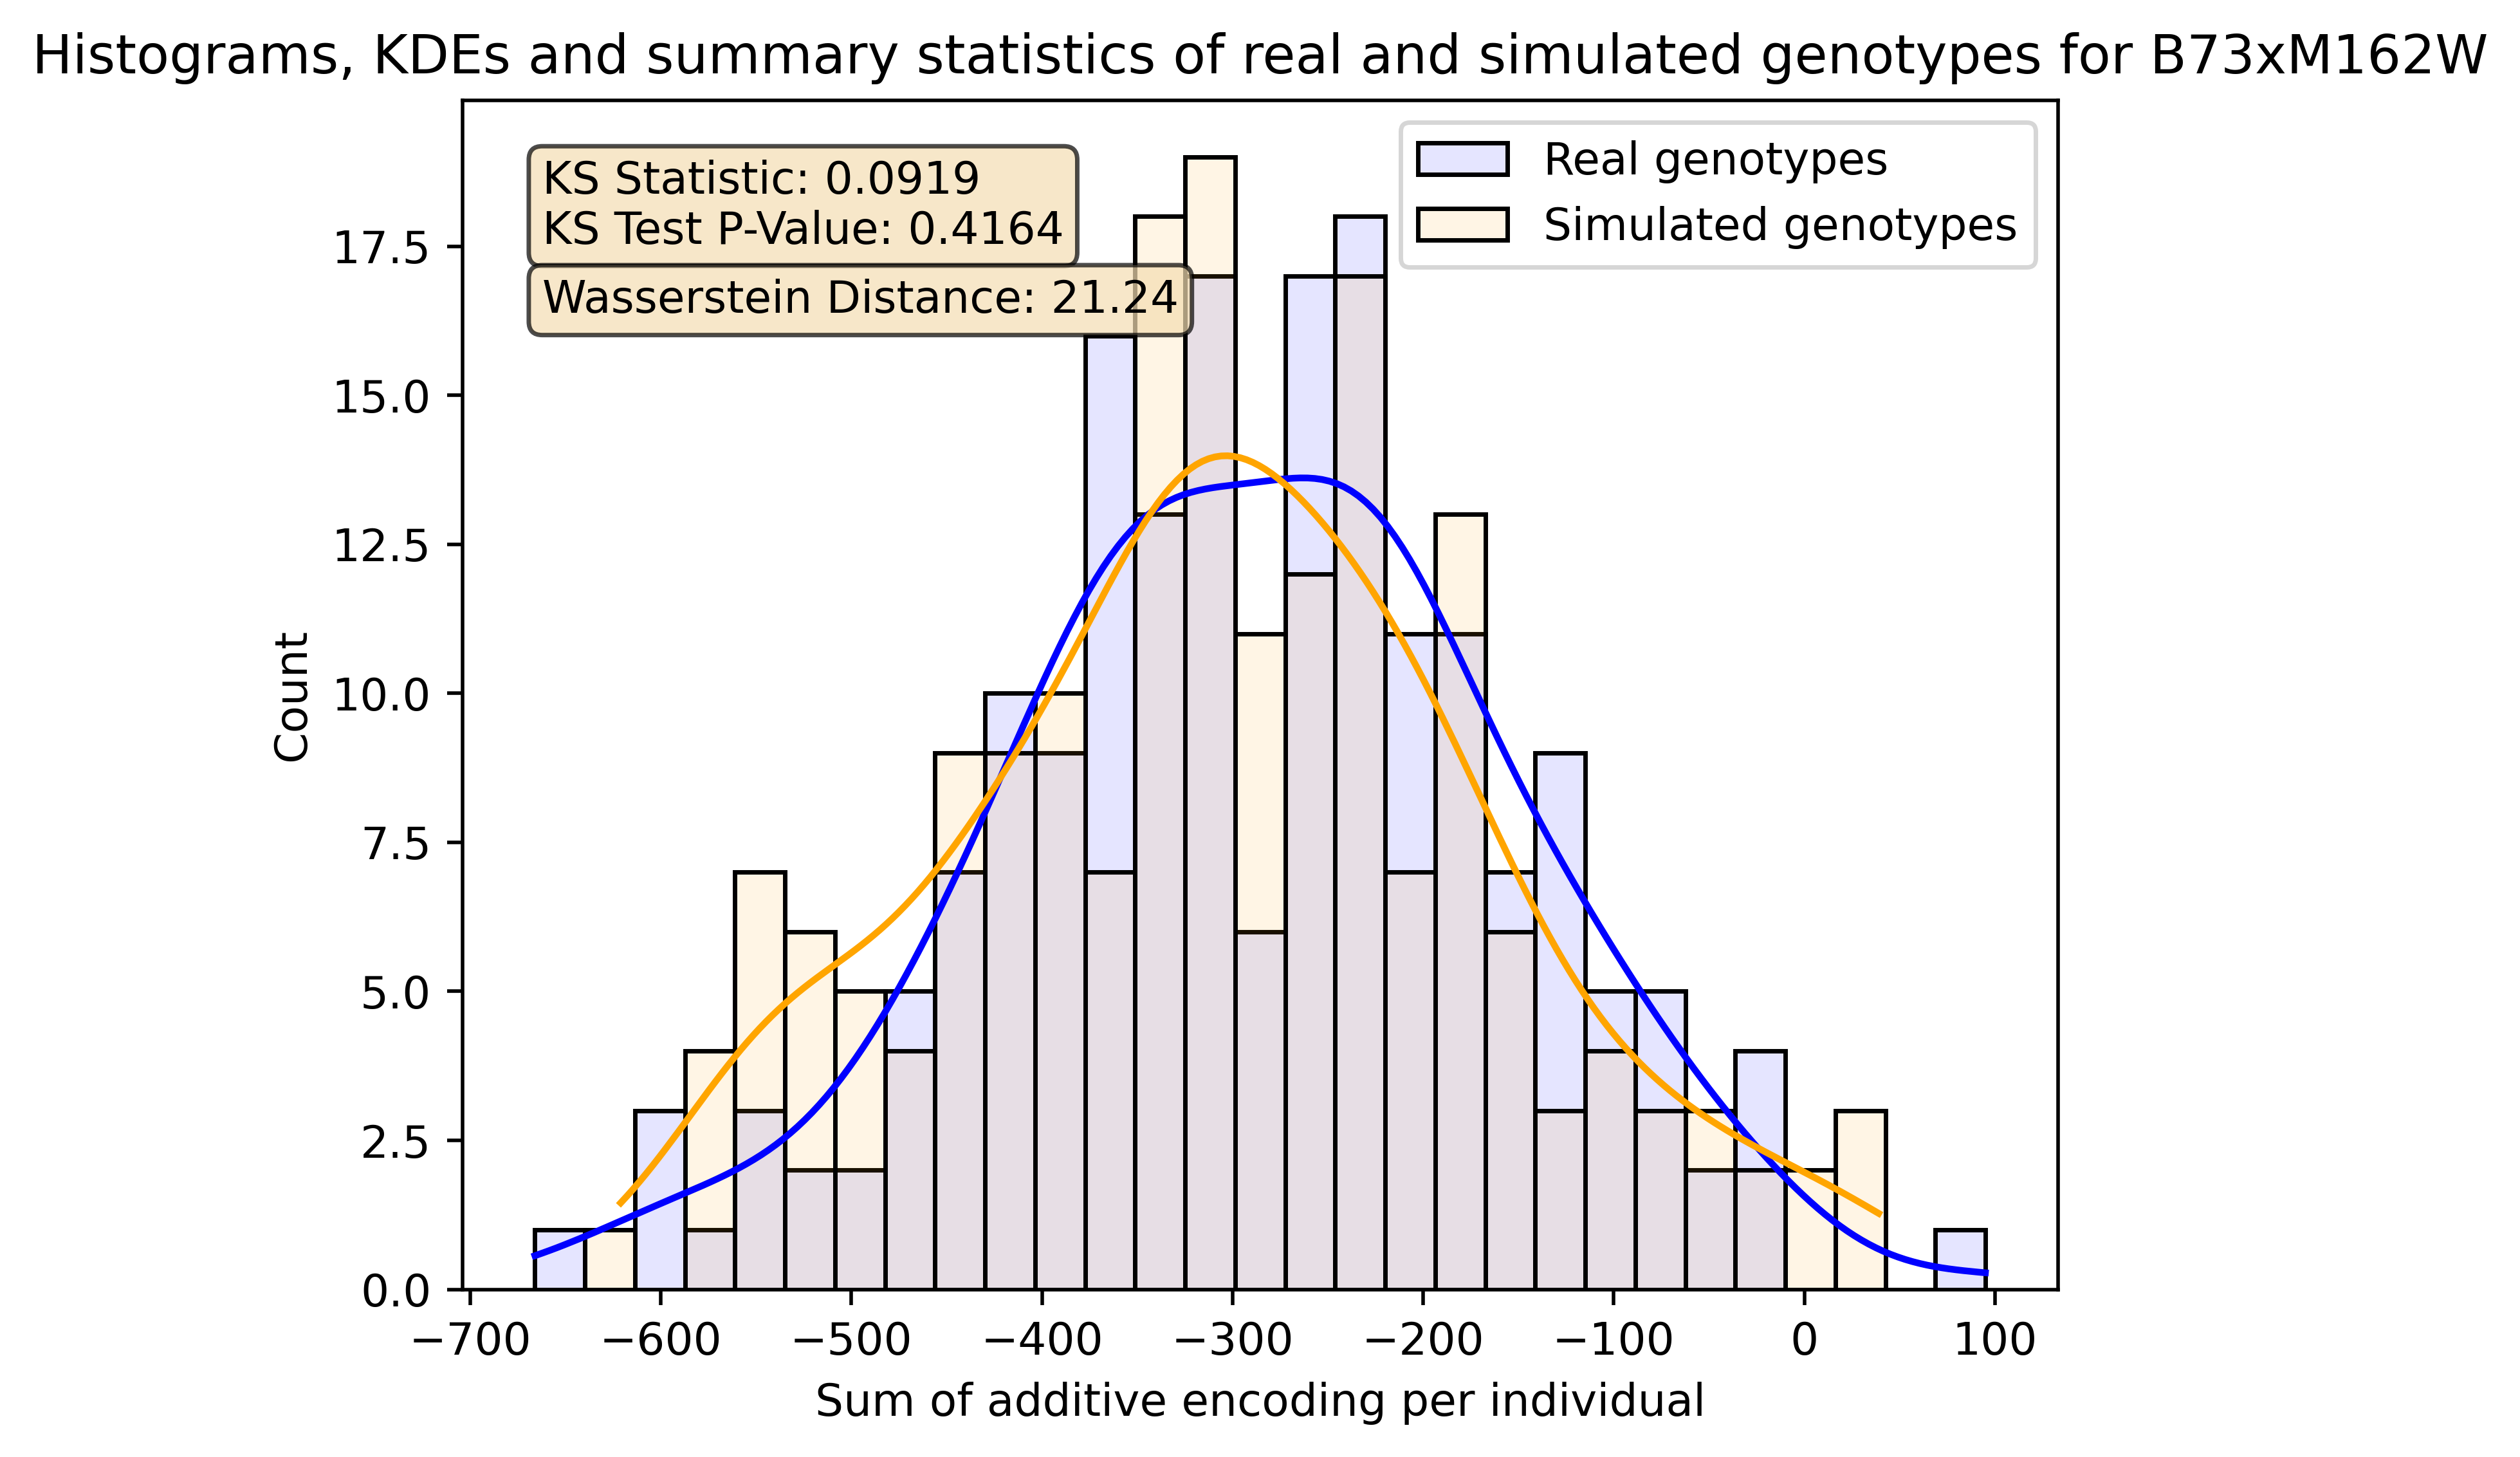 Histograms, KDEs and summary statistics of real and simulated genotypes for B73xM162W
KS Statistic: 0.0919
KS Test P-Value: 0.4164
Wasserstein Distance: 21.24
Real genotypes
Simulated genotypes
17.5
15.0
12.5
10.0
7.5
5.0
2.5
0.0
Count
−700 −600 −500 −400 −300 −200 −100 0 100
Sum of additive encoding per individual